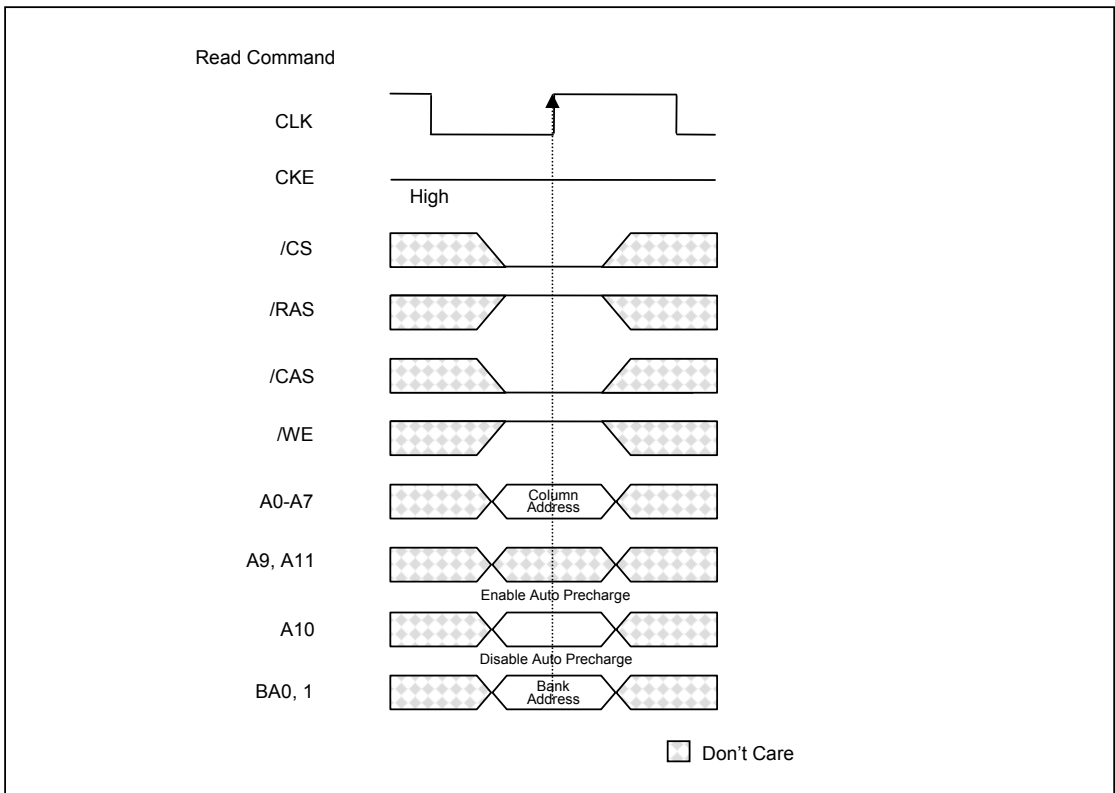 Read Command
CLK
CKE
High
/CS
/RAS
/CAS
/WE
A0-A7
Column
Address
A9, A11
Enable Auto Precharge
A10
Disable Auto Precharge
BA0, 1
Bank
Address
Don't Care